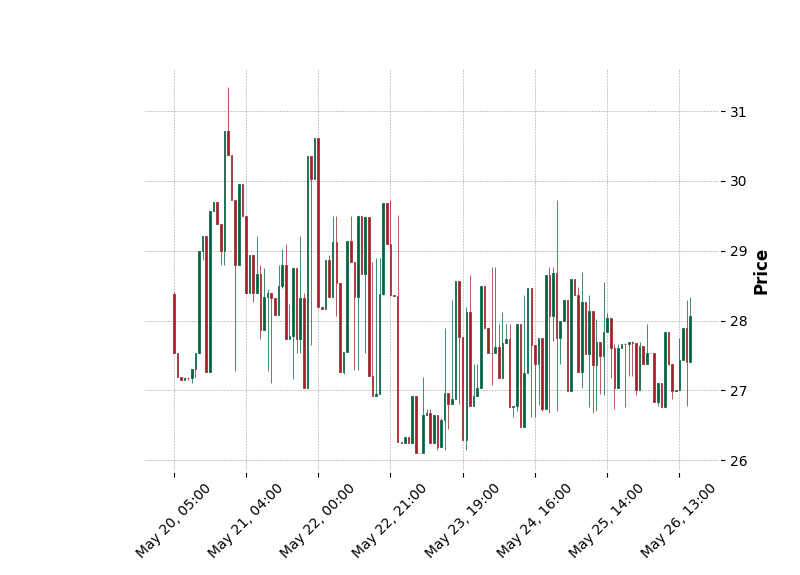 31
30
29
28
27
26
Price
May 20, 05:00
May 21, 04:00
May 22, 00:00
May 22, 21:00
May 23, 19:00
May 24, 16:00
May 25, 14:00
May 26, 13:00